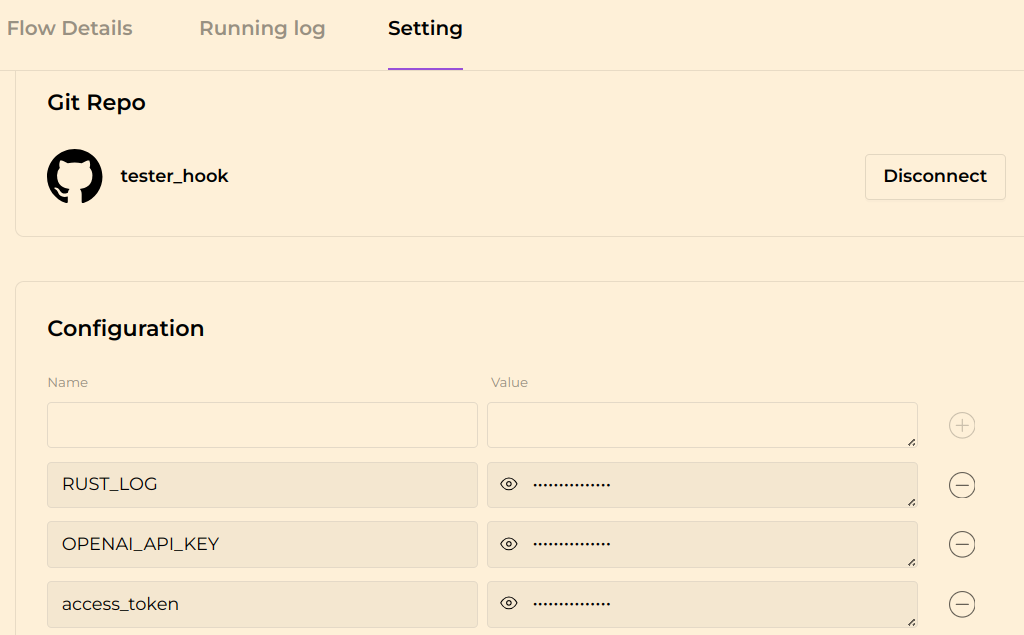 Flow Details Running log Setting
Git Repo
tester_hook Disconnect
Configuration
Name Value
RUST_LOG ···············
OPENAI_API_KEY ···············
access_token ···············